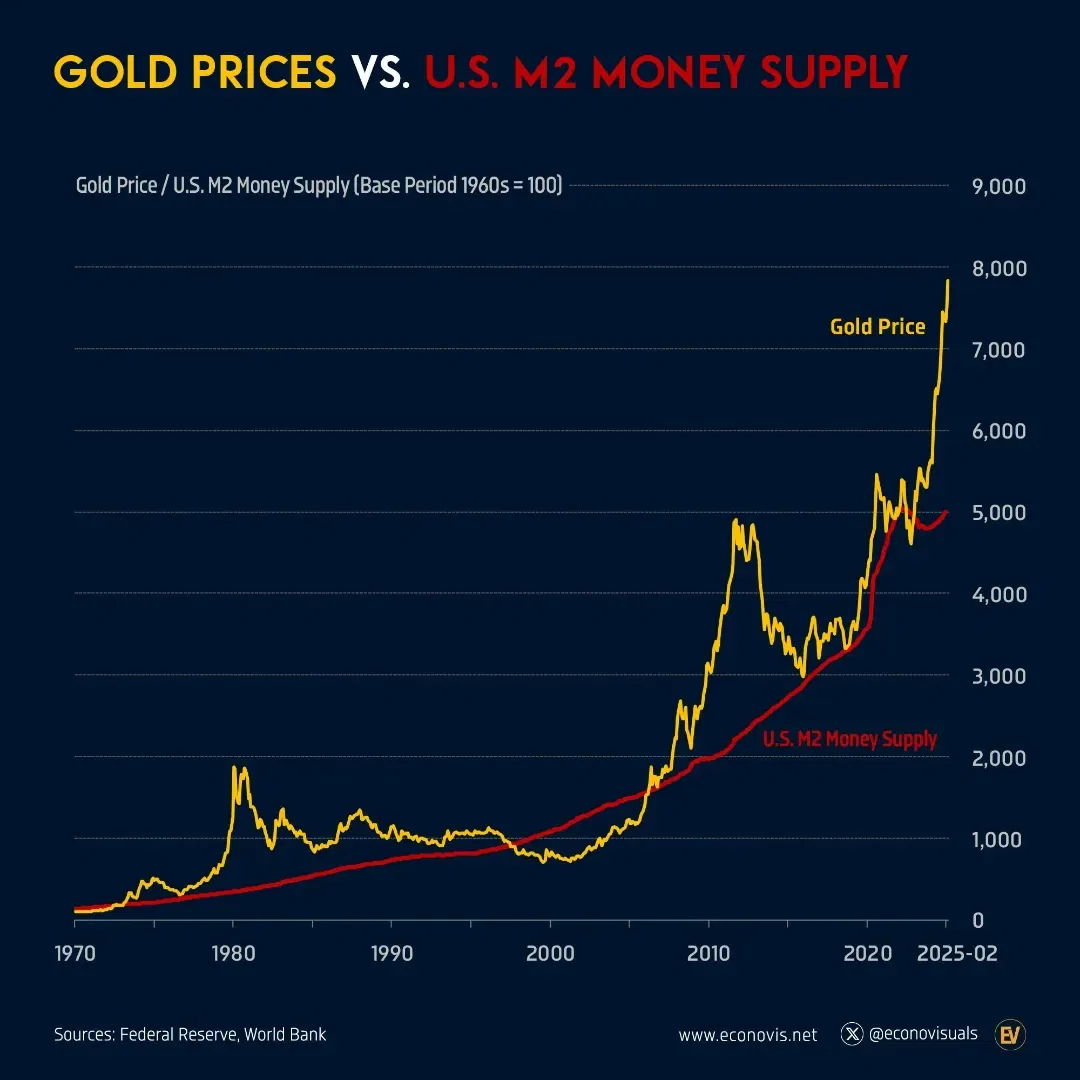 GOLD PRICES VS. U.S. M2 MONEY SUPPLY
Gold Price / U.S. M2 Money Supply (Base Period 1960s = 100)
9,000
8,000
Gold Price
7,000
6,000
5,000
4,000
3,000
U.S. M2 Money Supply
2,000
1,000
0
1970 1980 1990 2000 2010 2020 2025-02
Sources: Federal Reserve, World Bank
www.econovis.net X @econovisuals EV